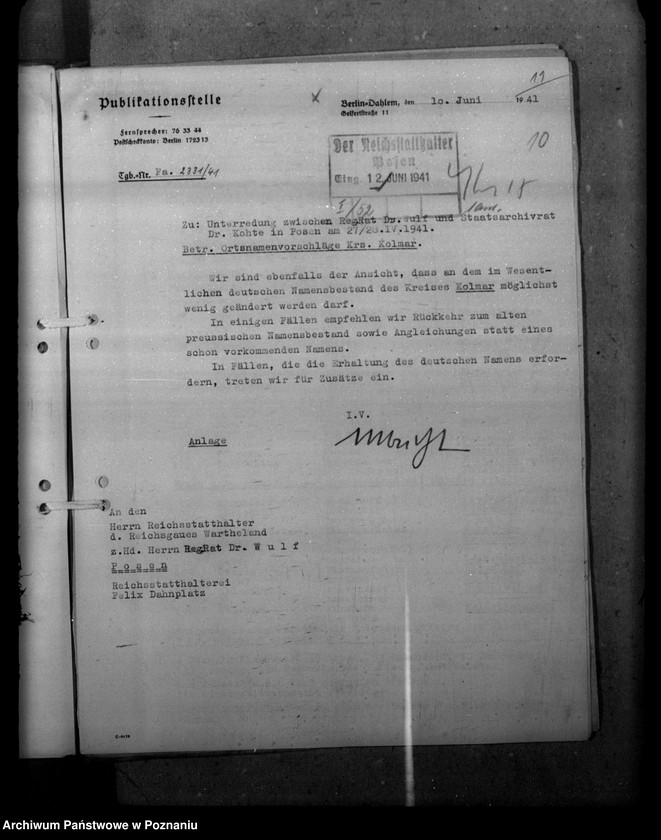 11
Publikationsstelle
Berlin-Dahlem, den 10. Juni 1941
Geisertstraße 11
10
Fernsprecher: 76 33 44
Postscheckkonto: Berlin 172313
Tgb.-Nr. Pa. 2331/41
Der Reichsstatthalter
Posen
Eing. 12. JUNI 1941
I/52
Zu: Unterredung zwischen RegRat Dr. Wulf und Staatsarchivrat
Dr. Kohte in Posen am 27/28.IV.1941.
Betr. Ortsnamenvorschläge Krs. Kolmar.
Wir sind ebenfalls der Ansicht, dass an dem im Wesent-
lichen deutschen Namensbestand des Kreises Kolmar möglichst
wenig geändert werden darf.
In einigen Fällen empfehlen wir Rückkehr zum alten
preussischen Namensbestand sowie Angleichungen statt eines
schon vorkommenden Namens.
In Fällen, die die Erhaltung des deutschen Namens erfor-
dern, treten wir für Zusätze ein.
I.V.
Anlage
An den
Herrn Reichsstatthalter
d. Reichsgaues Wartheland
z.Hd. Herrn RegRat Dr. W u l f
P o s e n
Reichsstatthalterei
Felix Dahnplatz
Archiwum Państwowe w Poznaniu